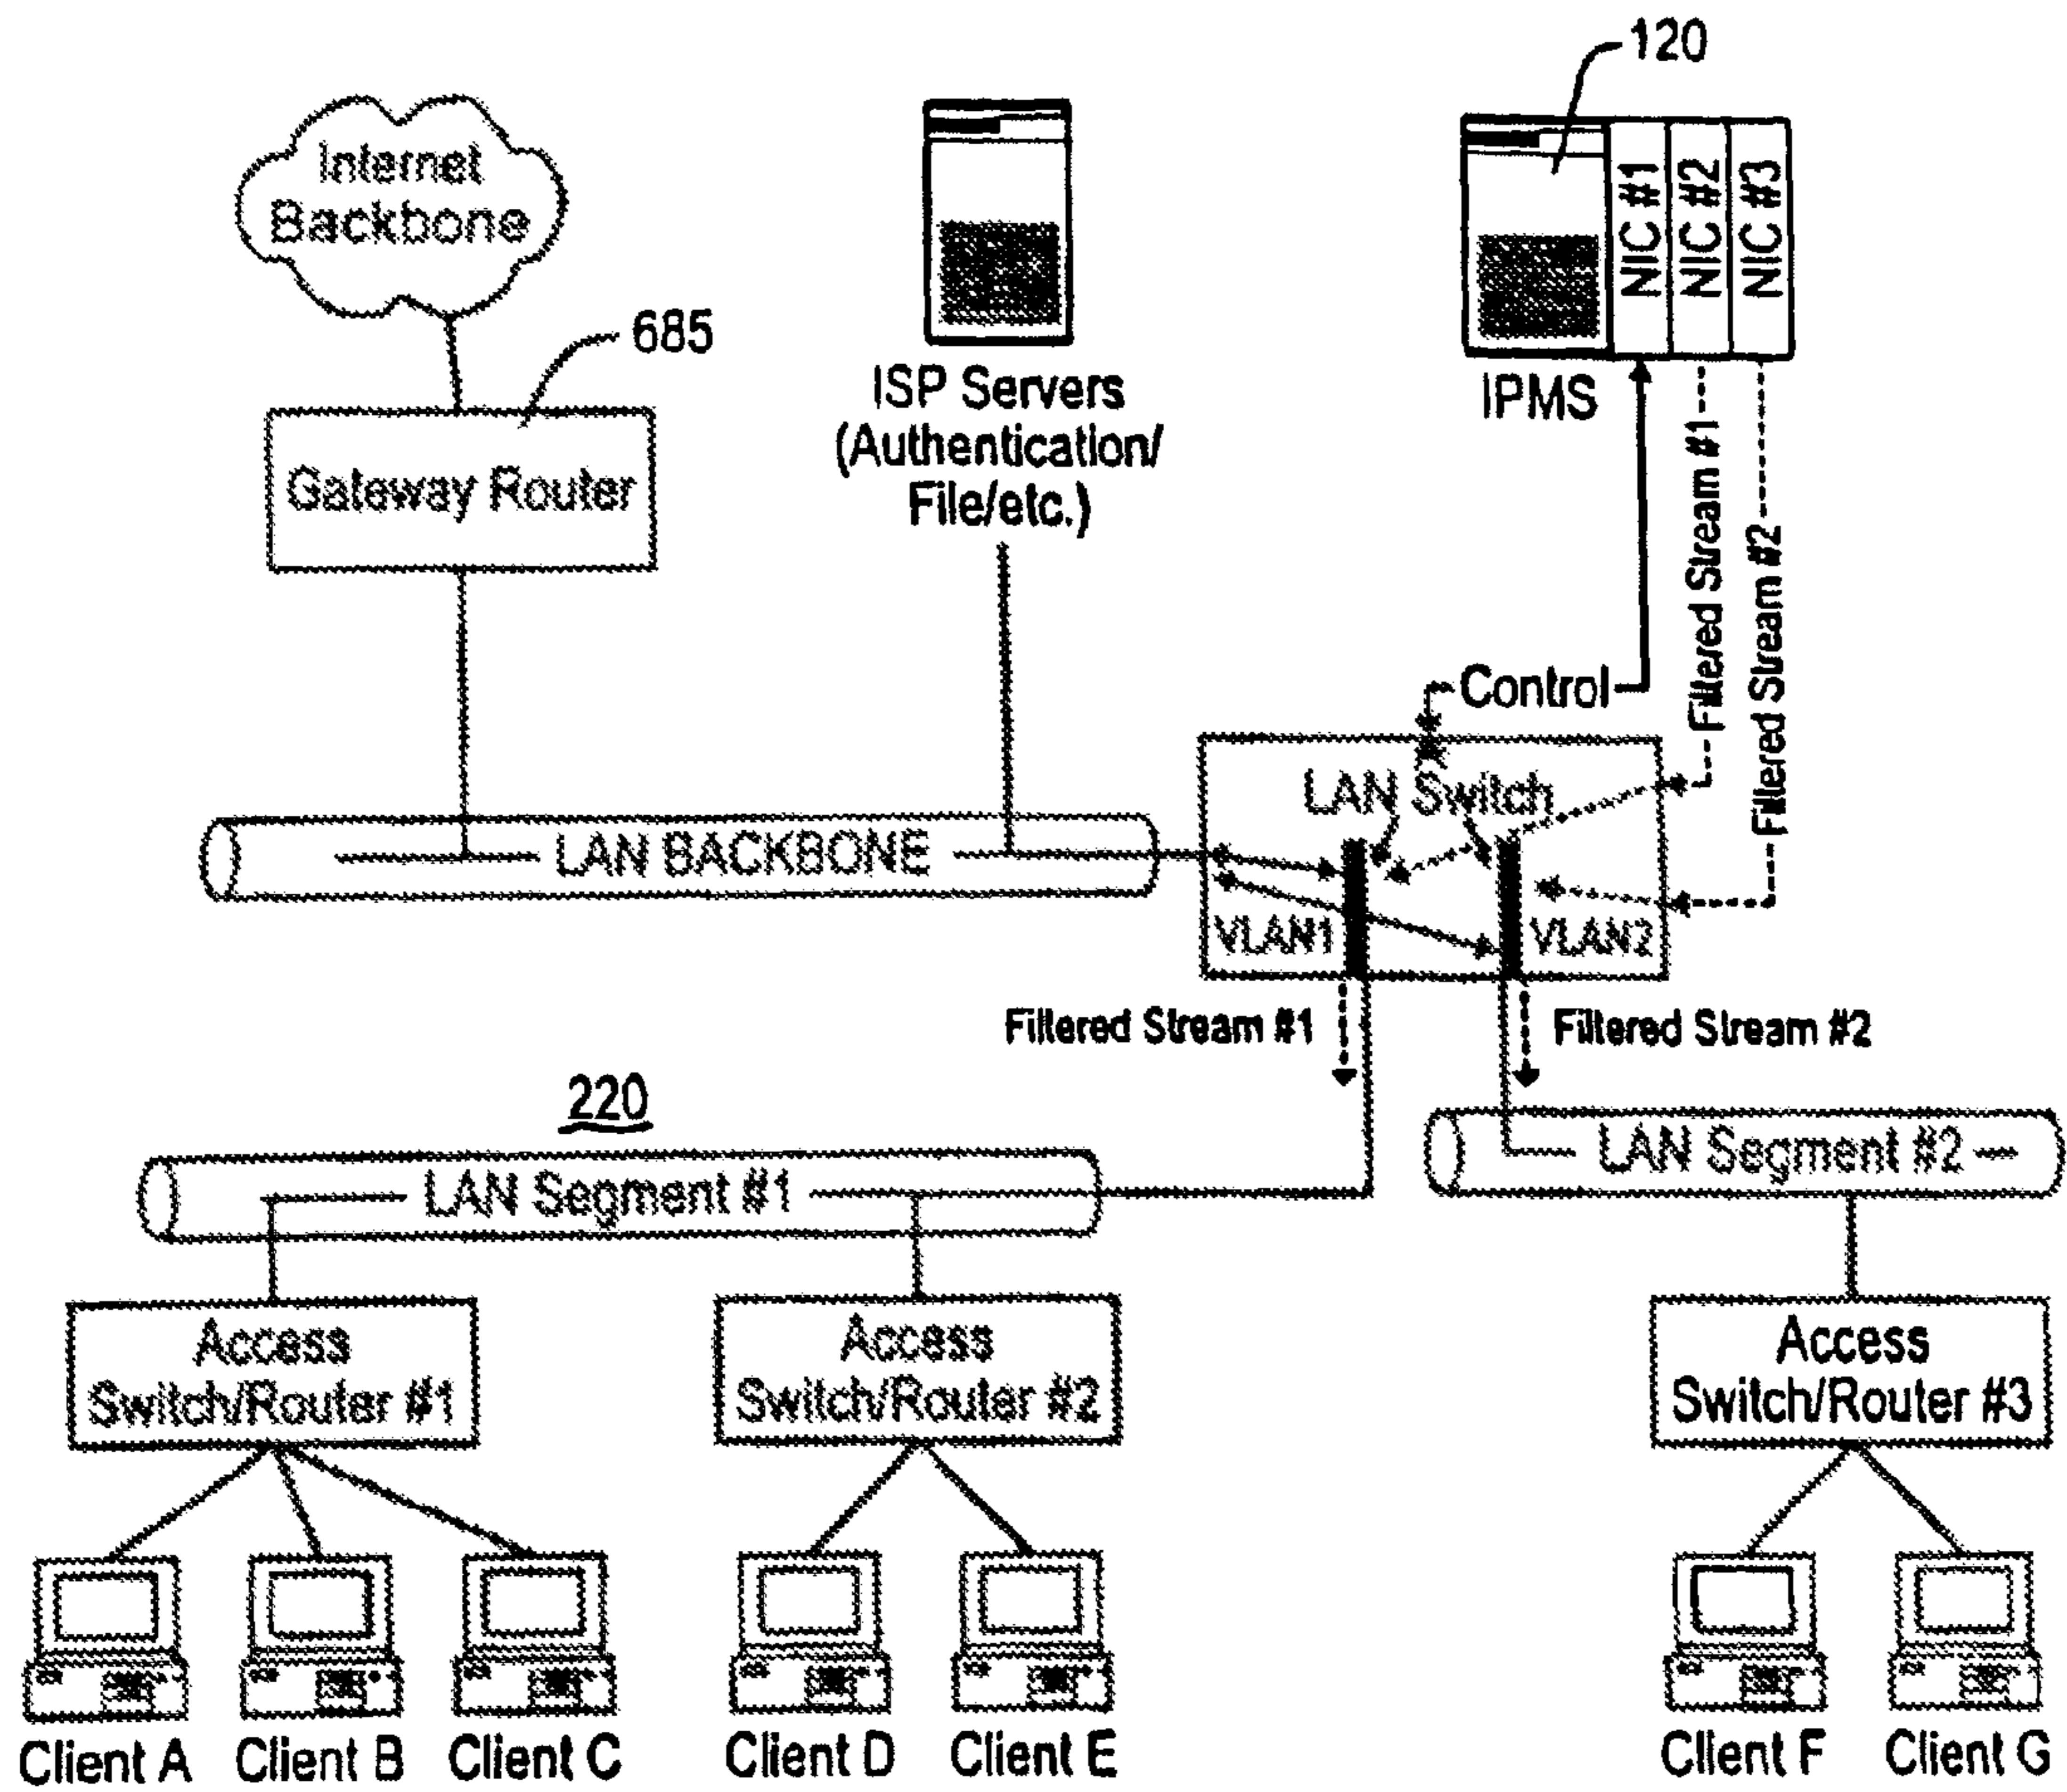 120
Internet
Backbone
685
Gateway Router
ISP Servers
(Authentication/
File/etc.)
NIC #1
NIC #2
NIC #3
IPMS
Filtered Stream #1
Filtered Stream #2
Control
LAN Switch
LAN BACKBONE
VLAN1
VLAN2
Filtered Stream #1
Filtered Stream #2
220
LAN Segment #1
LAN Segment #2
Access
Switch/Router #1
Access
Switch/Router #2
Access
Switch/Router #3
Client A
Client B
Client C
Client D
Client E
Client F
Client G